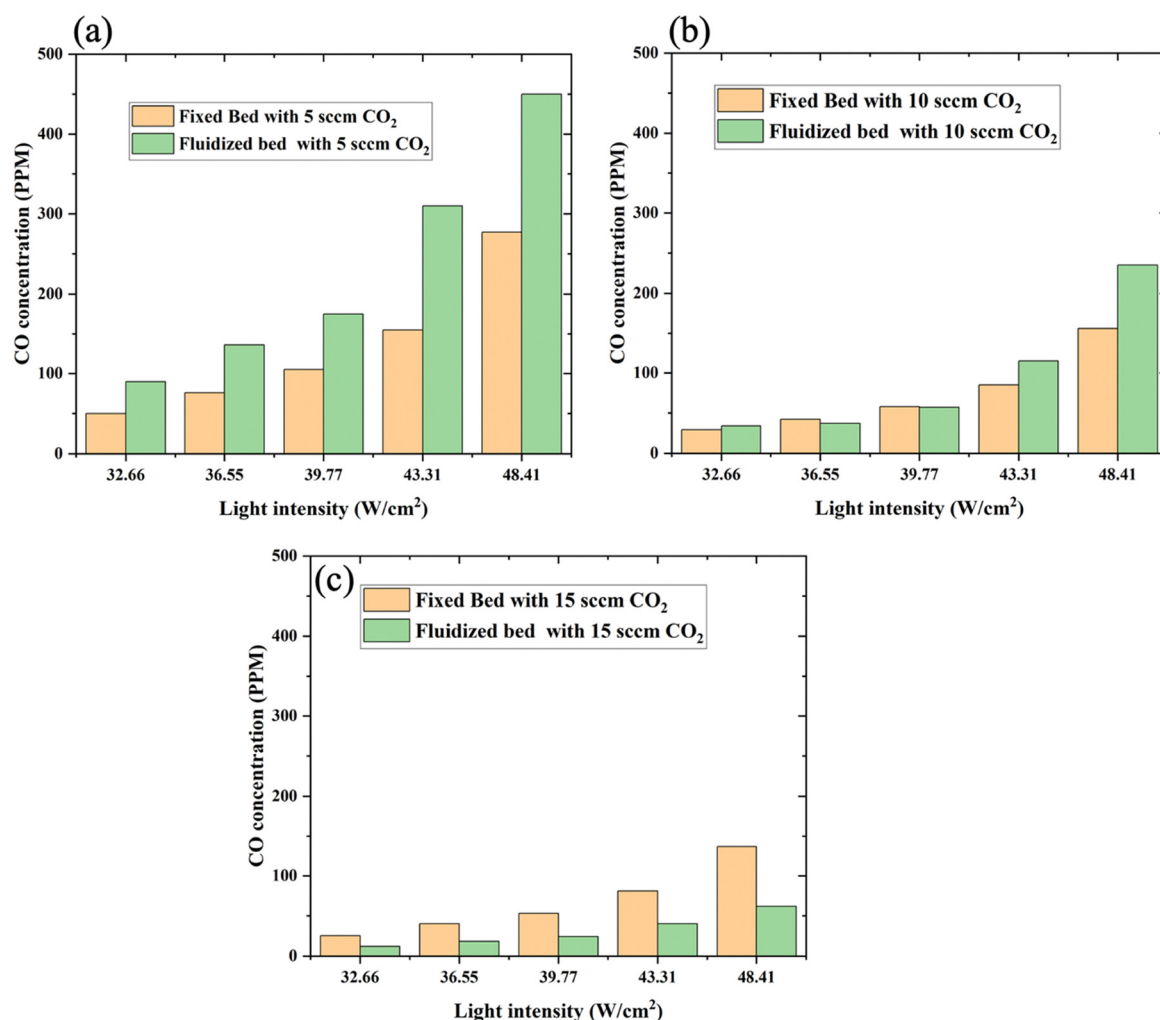 (a)
500
400
300
200
100
0
CO concentration (PPM)
Fixed Bed with 5 sccm CO₂
Fluidized bed with 5 sccm CO₂
32.66 36.55 39.77 43.31 48.41
Light intensity (W/cm²)
(b)
500
400
300
200
100
0
CO concentration (PPM)
Fixed Bed with 10 sccm CO₂
Fluidized bed with 10 sccm CO₂
32.66 36.55 39.77 43.31 48.41
Light intensity (W/cm²)
(c)
500
400
300
200
100
0
CO concentration (PPM)
Fixed Bed with 15 sccm CO₂
Fluidized bed with 15 sccm CO₂
32.66 36.55 39.77 43.31 48.41
Light intensity (W/cm²)